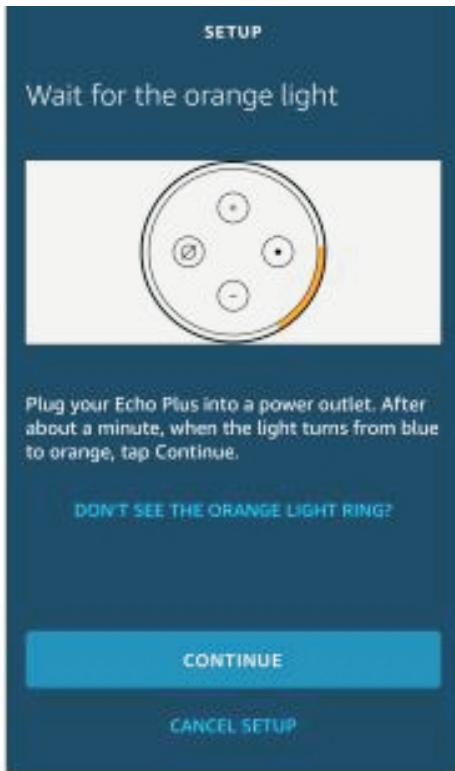 SETUP
Wait for the orange light
Plug your Echo Plus into a power outlet. After
about a minute, when the light turns from blue
to orange, tap Continue.
DON'T SEE THE ORANGE LIGHT RING?
CONTINUE
CANCEL SETUP